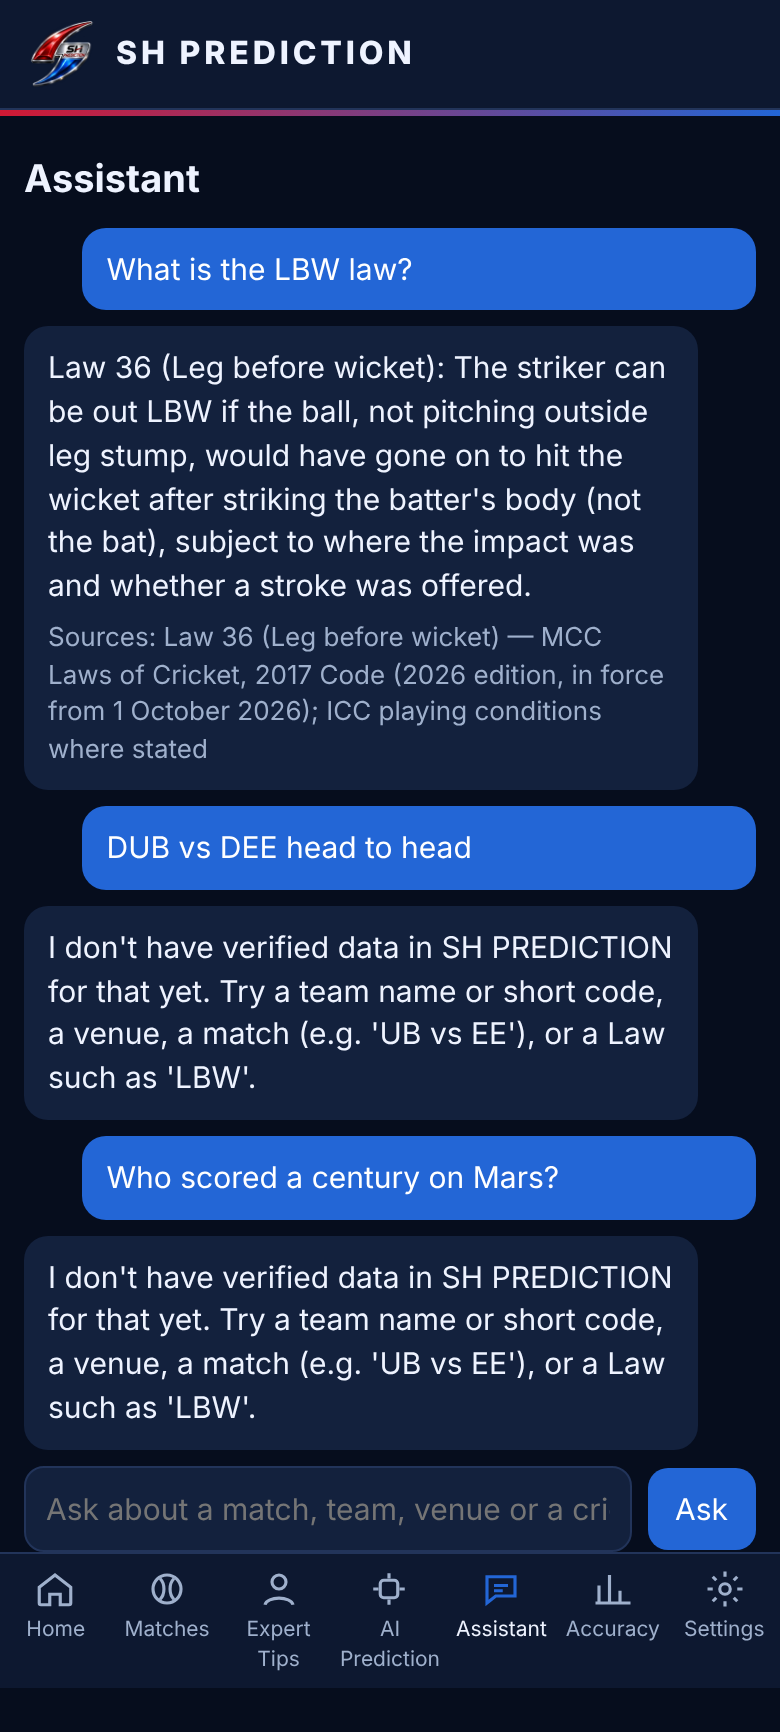 SH
SH PREDICTION
Assistant
What is the LBW law?
Law 36 (Leg before wicket): The striker can
be out LBW if the ball, not pitching outside
leg stump, would have gone on to hit the
wicket after striking the batter's body (not
the bat), subject to where the impact was
and whether a stroke was offered.
Sources: Law 36 (Leg before wicket) — MCC
Laws of Cricket, 2017 Code (2026 edition, in force
from 1 October 2026); ICC playing conditions
where stated
DUB vs DEE head to head
I don't have verified data in SH PREDICTION
for that yet. Try a team name or short code,
a venue, a match (e.g. 'UB vs EE'), or a Law
such as 'LBW'.
Who scored a century on Mars?
I don't have verified data in SH PREDICTION
for that yet. Try a team name or short code,
a venue, a match (e.g. 'UB vs EE'), or a Law
such as 'LBW'.
Ask about a match, team, venue or a cri
Ask
Home
Matches
Expert
Tips
AI
Prediction
Assistant
Accuracy
Settings